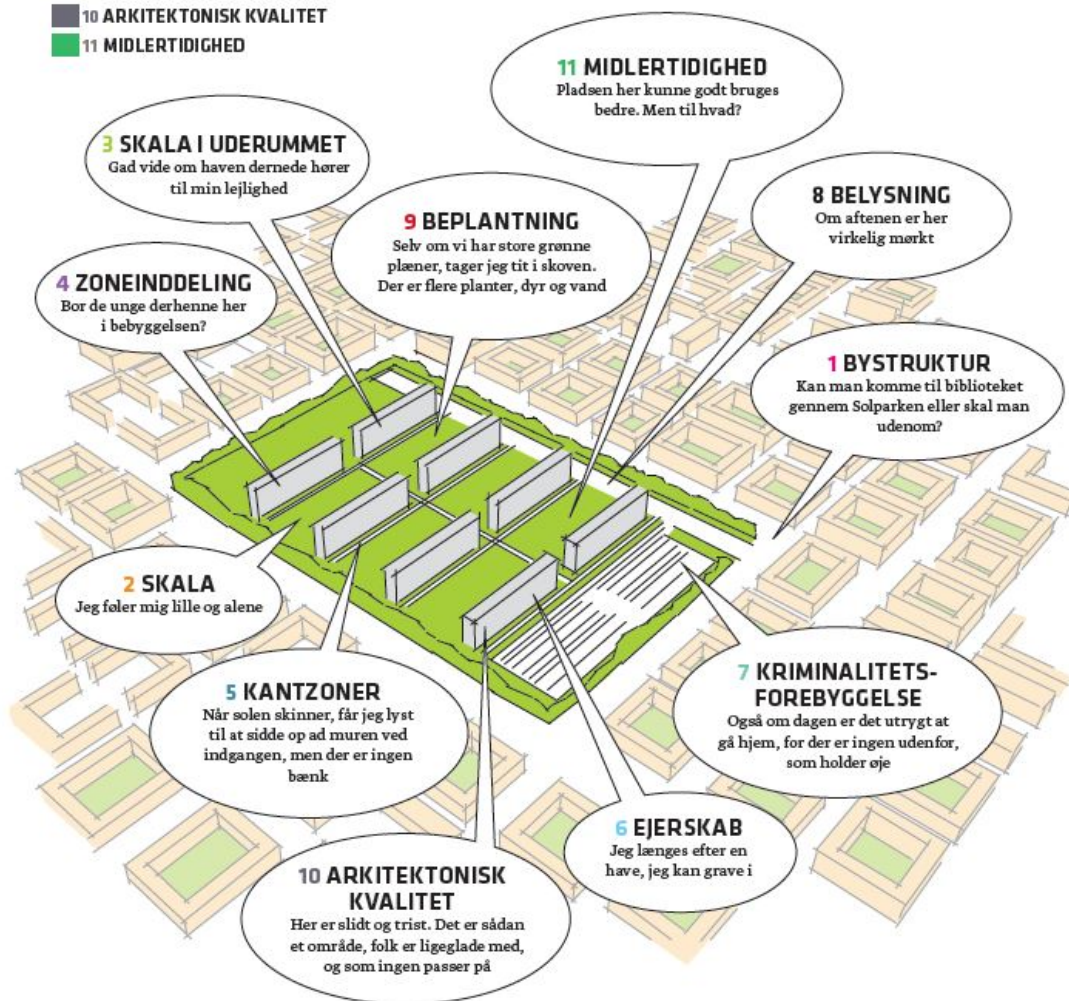 10 ARKITEKTONISK KVALITET
11 MIDLERTIDIGHED
11 MIDLERTIDIGHED
Pladsen her kunne godt bruges
bedre. Men til hvad?
3 SKALA I UDERUMMET
Gad vide om haven dernede hører
til min lejlighed
8 BELYSNING
Om aftenen er her
virkelig mørkt
9 BEPLANTNING
Selv om vi har store grønne
plæner, tager jeg tit i skoven.
Der er flere planter, dyr og vand
4 ZONEINDDELING
Bor de unge derhenne her
i bebyggelsen?
1 BYSTRUKTUR
Kan man komme til biblioteket
gennem Solparken eller skal man
udenom?
2 SKALA
Jeg føler mig lille og alene
5 KANTZONER
Når solen skinner, får jeg lyst
til at sidde op ad muren ved
indgangen, men der er ingen
bænk
7 KRIMINALITETS-
FOREBYGGELSE
Også om dagen er det utrygt at
gå hjem, for der er ingen udenfor,
som holder øje
6 EJERSKAB
Jeg længes efter en
have, jeg kan grave i
10 ARKITEKTONISK
KVALITET
Her er slidt og trist. Det er sådan
et område, folk er ligeglade med,
og som ingen passer på